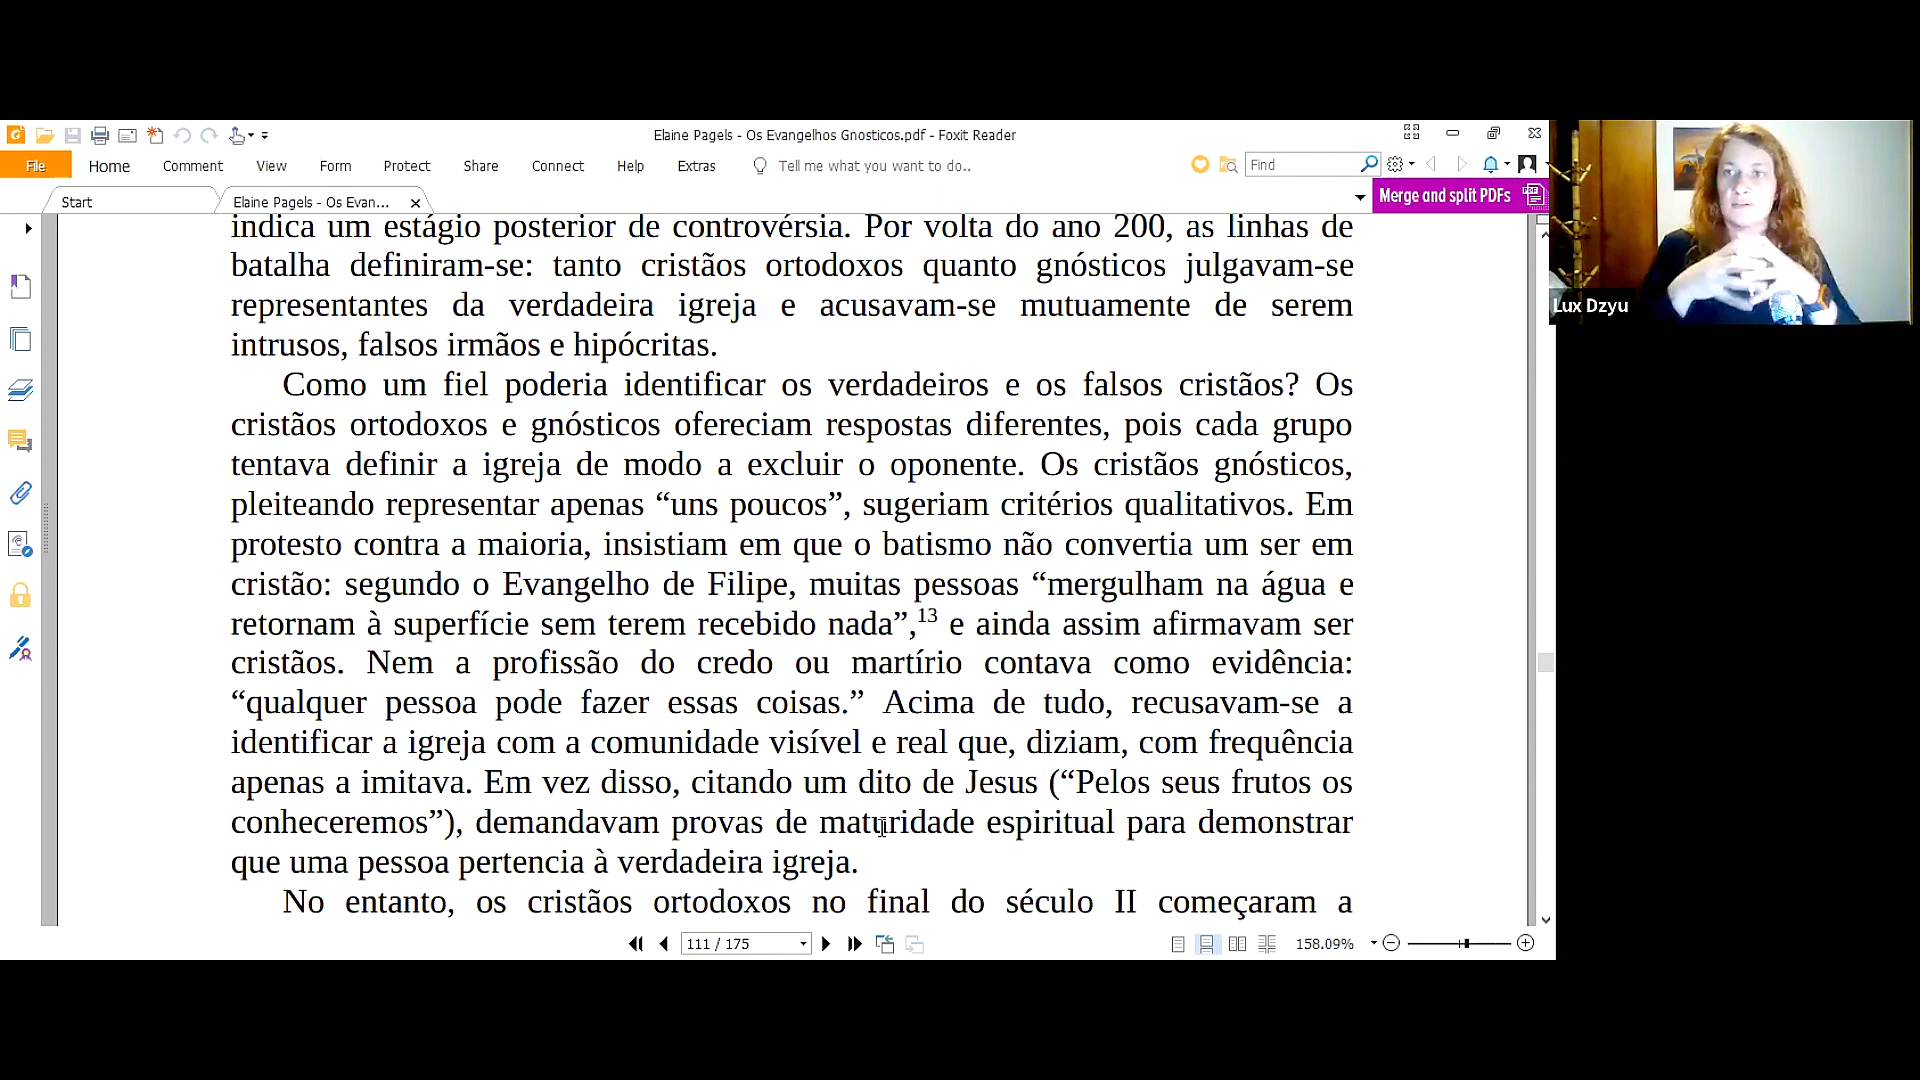 Elaine Pagels - Os Evangelhos Gnosticos.pdf - Foxit Reader
File Home Comment View Form Protect Share Connect Help Extras Tell me what you want to do.. Find
Start Elaine Pagels - Os Evan... Merge and split PDFs
indica um estágio posterior de controvérsia. Por volta do ano 200, as linhas de
batalha definiram-se: tanto cristãos ortodoxos quanto gnósticos julgavam-se
representantes da verdadeira igreja e acusavam-se mutuamente de serem
intrusos, falsos irmãos e hipócritas.
Como um fiel poderia identificar os verdadeiros e os falsos cristãos? Os
cristãos ortodoxos e gnósticos ofereciam respostas diferentes, pois cada grupo
tentava definir a igreja de modo a excluir o oponente. Os cristãos gnósticos,
pleiteando representar apenas “uns poucos”, sugeriam critérios qualitativos. Em
protesto contra a maioria, insistiam em que o batismo não convertia um ser em
cristão: segundo o Evangelho de Filipe, muitas pessoas “mergulham na água e
retornam à superfície sem terem recebido nada”,13 e ainda assim afirmavam ser
cristãos. Nem a profissão do credo ou martírio contava como evidência:
“qualquer pessoa pode fazer essas coisas.” Acima de tudo, recusavam-se a
identificar a igreja com a comunidade visível e real que, diziam, com frequência
apenas a imitava. Em vez disso, citando um dito de Jesus (“Pelos seus frutos os
conheceremos”), demandavam provas de maturidade espiritual para demonstrar
que uma pessoa pertencia à verdadeira igreja.
No entanto, os cristãos ortodoxos no final do século II começaram a
111 / 175 158.09%
Lux Dzyu